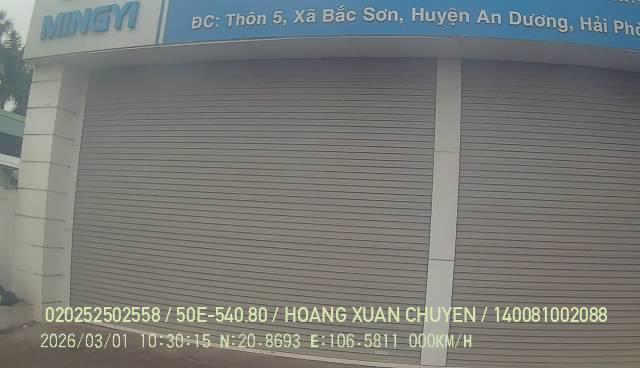 MINGYI
ĐC: Thôn 5, Xã Bắc Sơn, Huyện An Dương, Hải
020252502558 / 50E-540.80 / HOANG XUAN CHUYEN / 140081002088
2026/03/01 10:30:15 N:20.8693 E:106.5811 000KM/H